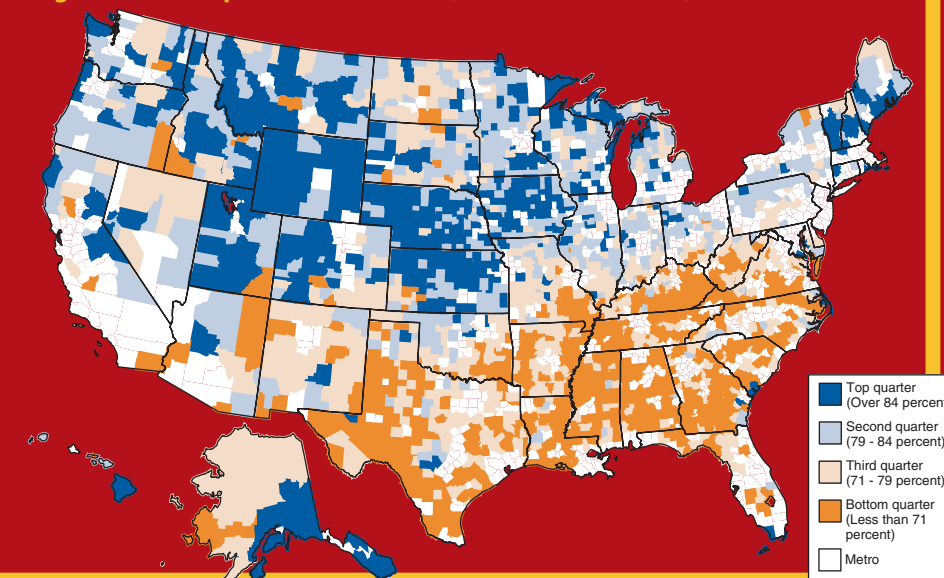 Top quarter
(Over 84 percent
Second quarter
(79 - 84 percent)
Third quarter
(71 - 79 percent)
Bottom quarter
(Less than 71
percent)
Metro